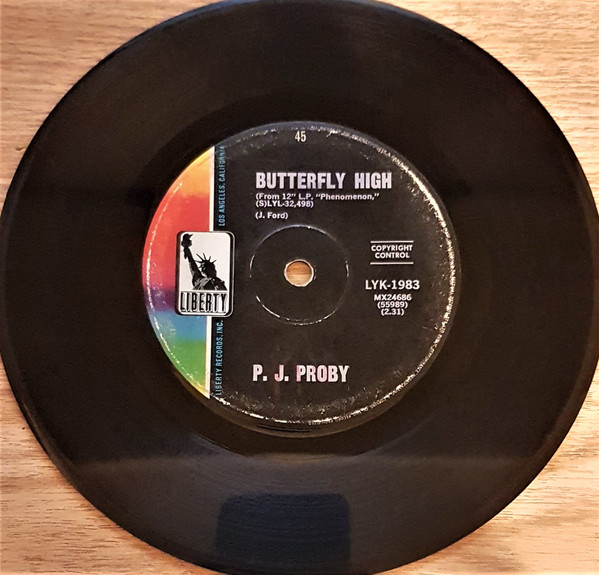 45
BUTTERFLY HIGH
(From 12" L.P. "Phenomenon,"
(S)LYL-32,498)
(J. Ford)
COPYRIGHT
CONTROL
LYK-1983
MX24686
(55989)
(2.31)
P. J. PROBY
LIBERTY
LIBERTY RECORDS, INC. LOS ANGELES, CALIFORNIA